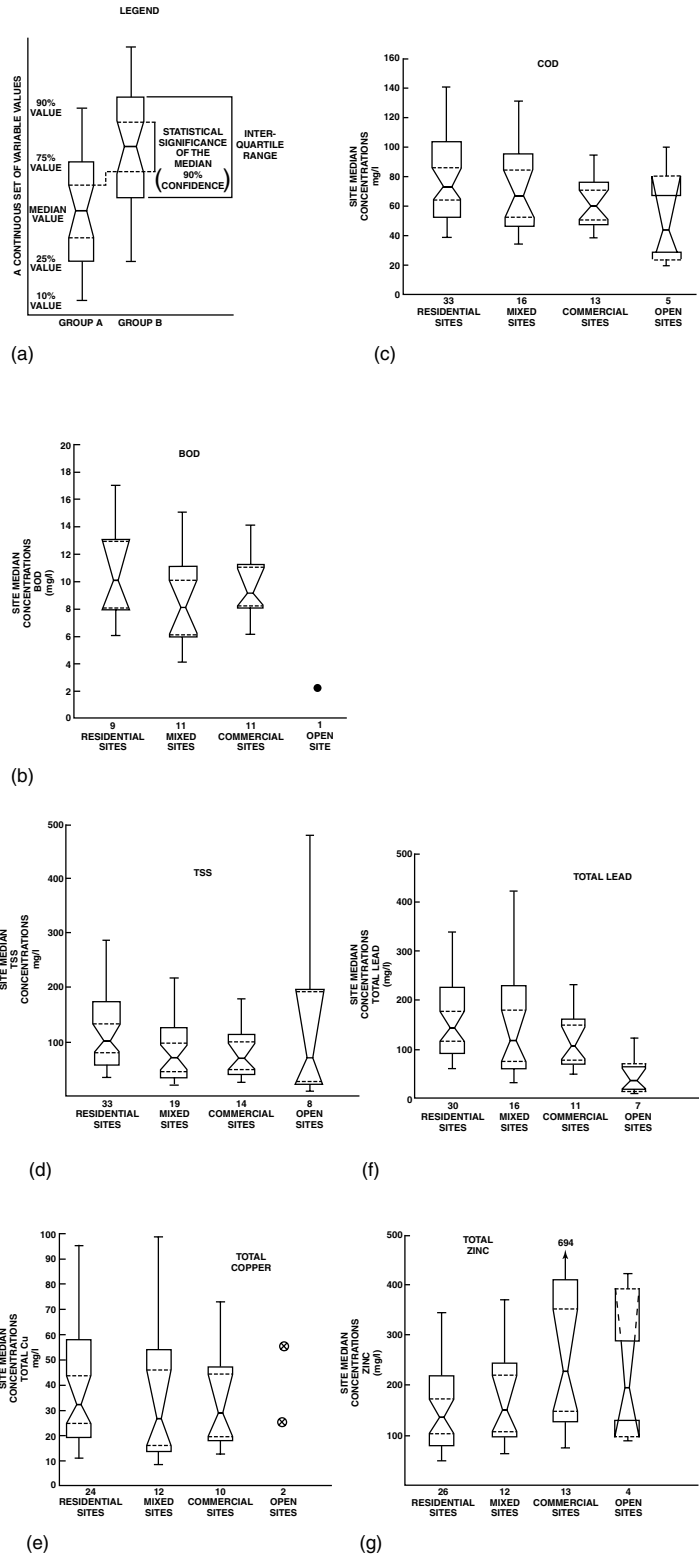 LEGEND
A CONTINUOUS SET OF VARIABLE VALUES
90%
VALUE
75%
VALUE
MEDIAN
VALUE
25%
VALUE
10%
VALUE
STATISTICAL
SIGNIFICANCE
OF THE
MEDIAN
(90%
CONFIDENCE)
INTER-
QUARTILE
RANGE
GROUP A GROUP B
(a)
COD
SITE MEDIAN
CONCENTRATIONS
mg/l
160
140
120
100
80
60
40
20
0
33 16 13 5
RESIDENTIAL MIXED COMMERCIAL OPEN
SITES SITES SITES SITES
(c)
BOD
SITE MEDIAN
CONCENTRATIONS
BOD
(mg/l)
20
18
16
14
12
10
8
6
4
2
0
9 11 11 1
RESIDENTIAL MIXED COMMERCIAL OPEN
SITES SITES SITES SITE
(b)
TSS
SITE MEDIAN
TSS
CONCENTRATIONS
mg/l
500
400
300
200
100
33 19 14 8
RESIDENTIAL MIXED COMMERCIAL OPEN
SITES SITES SITES SITES
(d)
TOTAL LEAD
SITE MEDIAN
CONCENTRATIONS
TOTAL LEAD
(mg/l)
500
400
300
200
100
0
30 16 11 7
RESIDENTIAL MIXED COMMERCIAL OPEN
SITES SITES SITES SITES
(f)
TOTAL
COPPER
SITE MEDIAN
CONCENTRATIONS
TOTAL Cu
mg/l
100
90
80
70
60
50
40
30
20
10
0
24 12 10 2
RESIDENTIAL MIXED COMMERCIAL OPEN
SITES SITES SITES SITES
(e)
TOTAL
ZINC
694
SITE MEDIAN
CONCENTRATIONS
ZINC
(mg/l)
500
400
300
200
100
26 12 13 4
RESIDENTIAL MIXED COMMERCIAL OPEN
SITES SITES SITES SITES
(g)